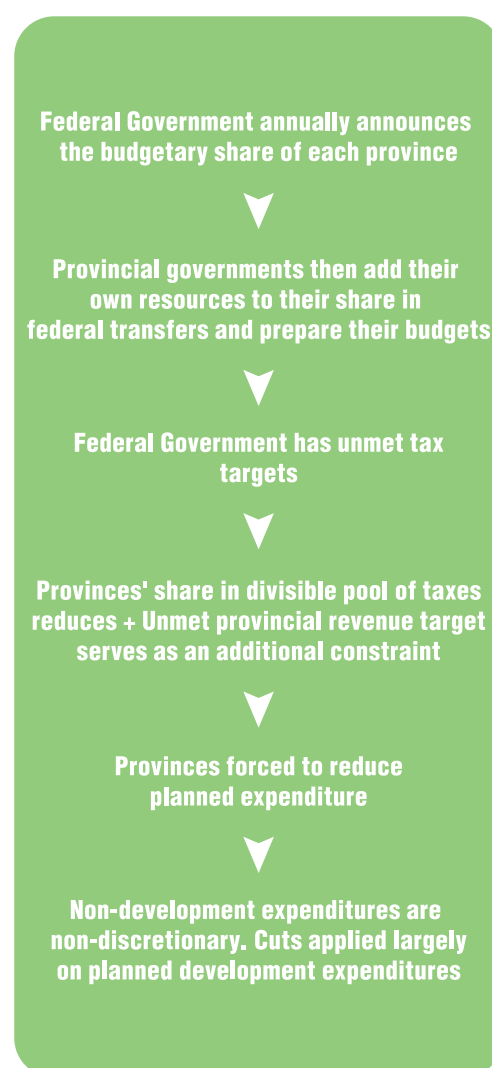 Federal Government annually announces
the budgetary share of each province
Provincial governments then add their
own resources to their share in
federal transfers and prepare their budgets
Federal Government has unmet tax
targets
Provinces' share in divisible pool of taxes
reduces + Unmet provincial revenue target
serves as an additional constraint
Provinces forced to reduce
planned expenditure
Non-development expenditures are
non-discretionary. Cuts applied largely
on planned development expenditures